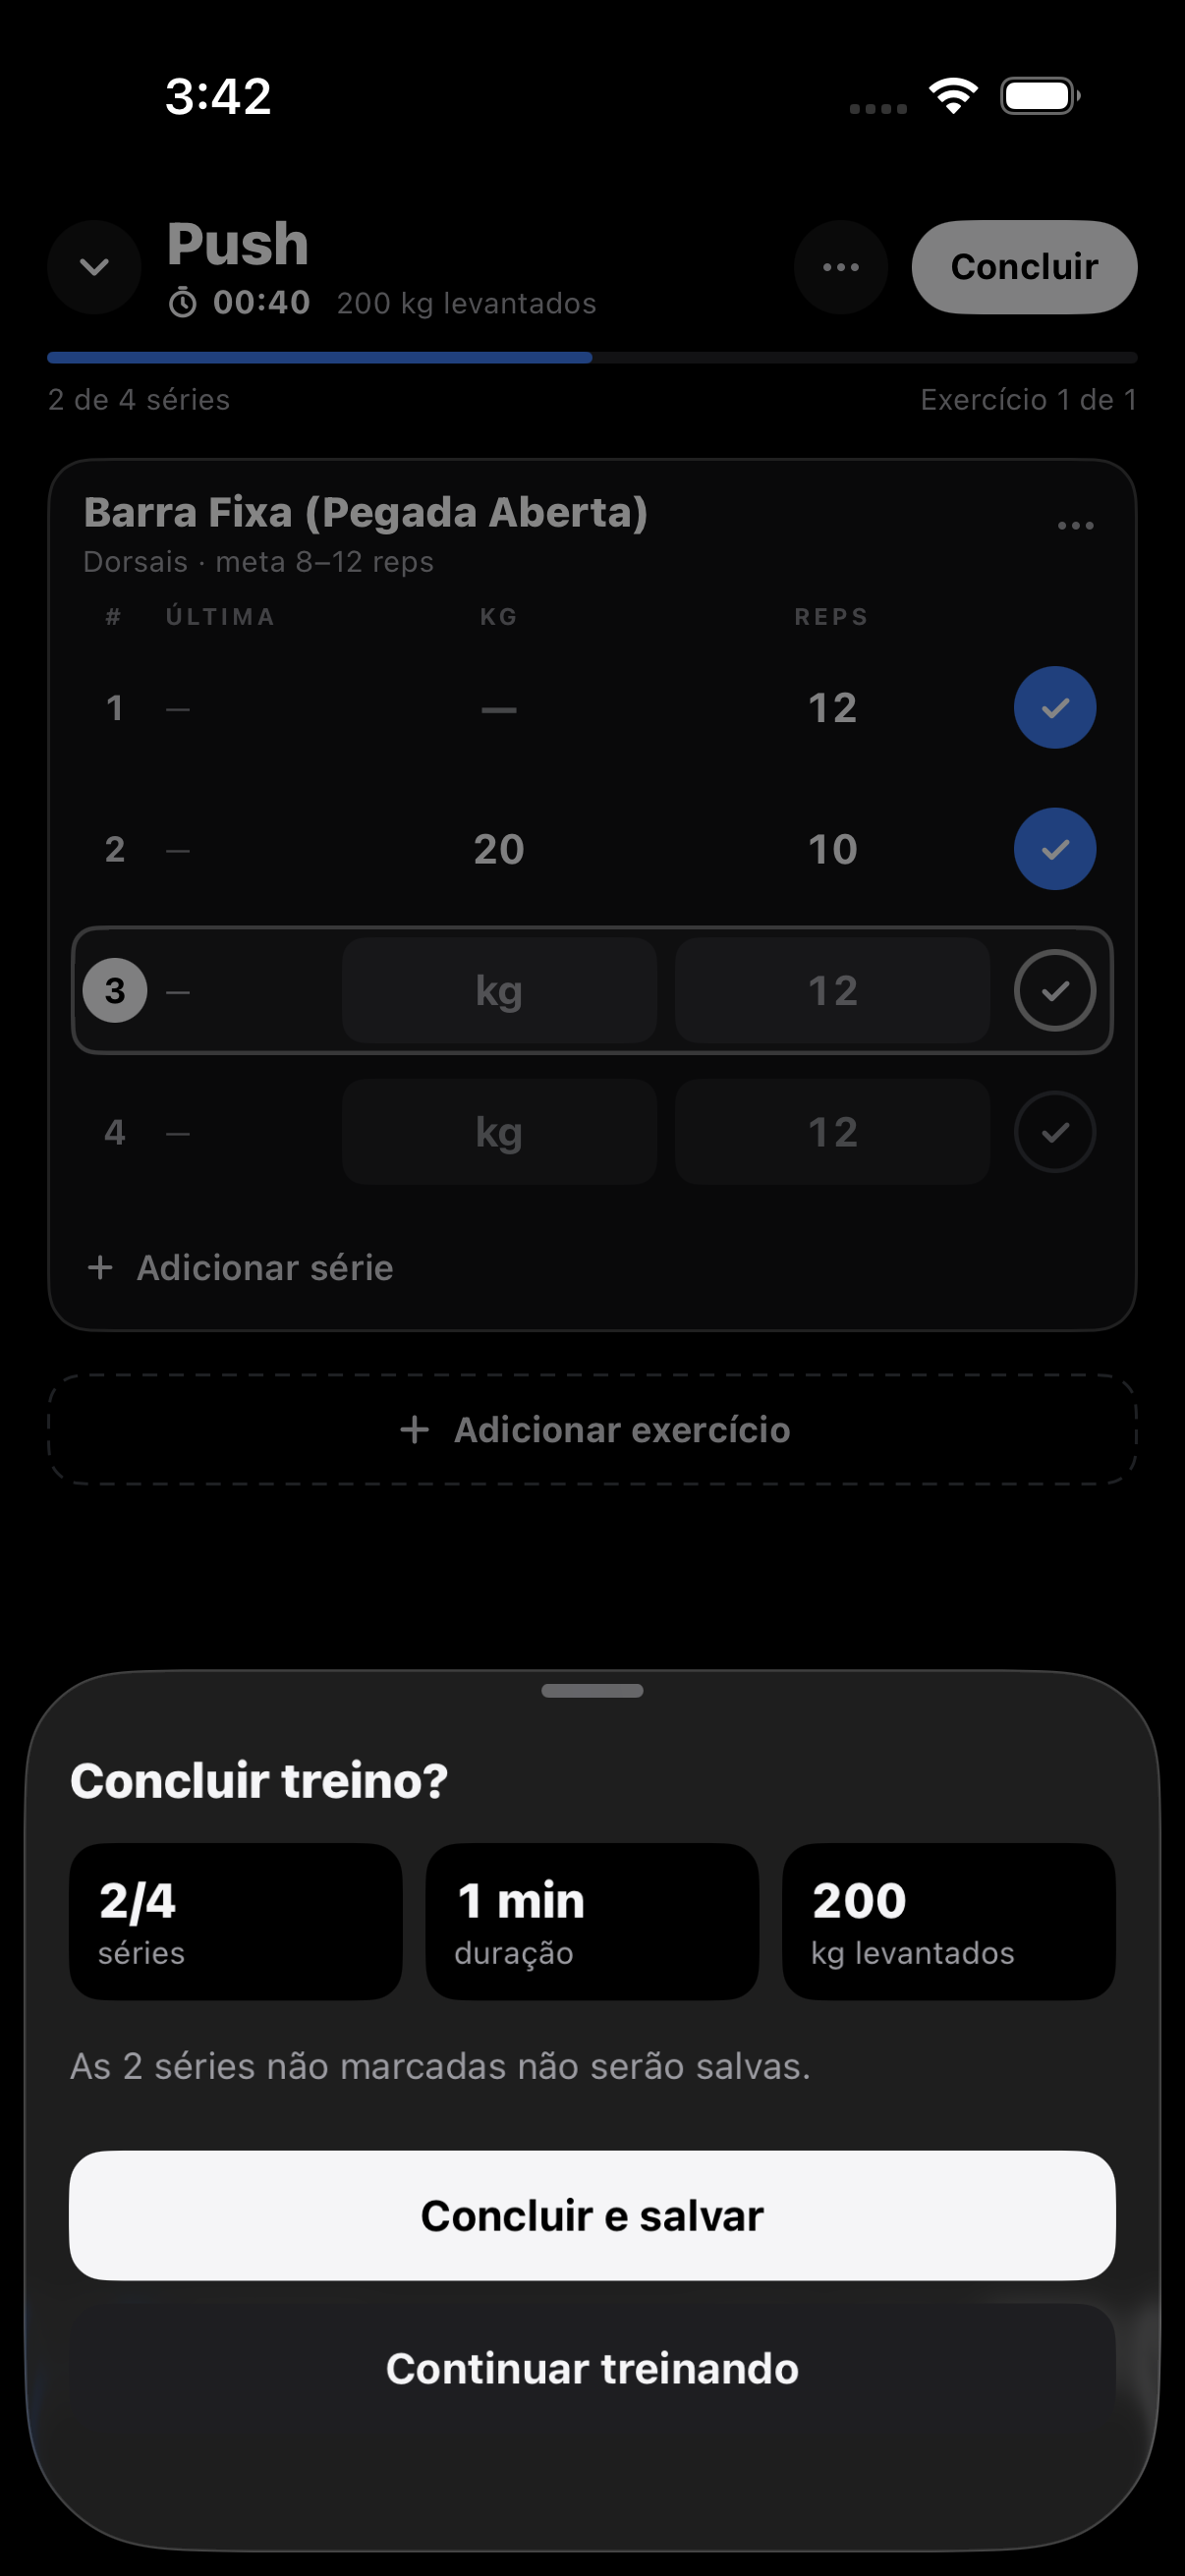 3:42
Push
Concluir
00:40 200 kg levantados
2 de 4 séries
Exercício 1 de 1
Barra Fixa (Pegada Aberta)
Dorsais · meta 8–12 reps
# ÚLTIMA KG REPS
1 — — 12
2 — 20 10
3 — kg 12
4 — kg 12
+ Adicionar série
+ Adicionar exercício
Concluir treino?
2/4 1 min 200
séries duração kg levantados
As 2 séries não marcadas não serão salvas.
Concluir e salvar
Continuar treinando